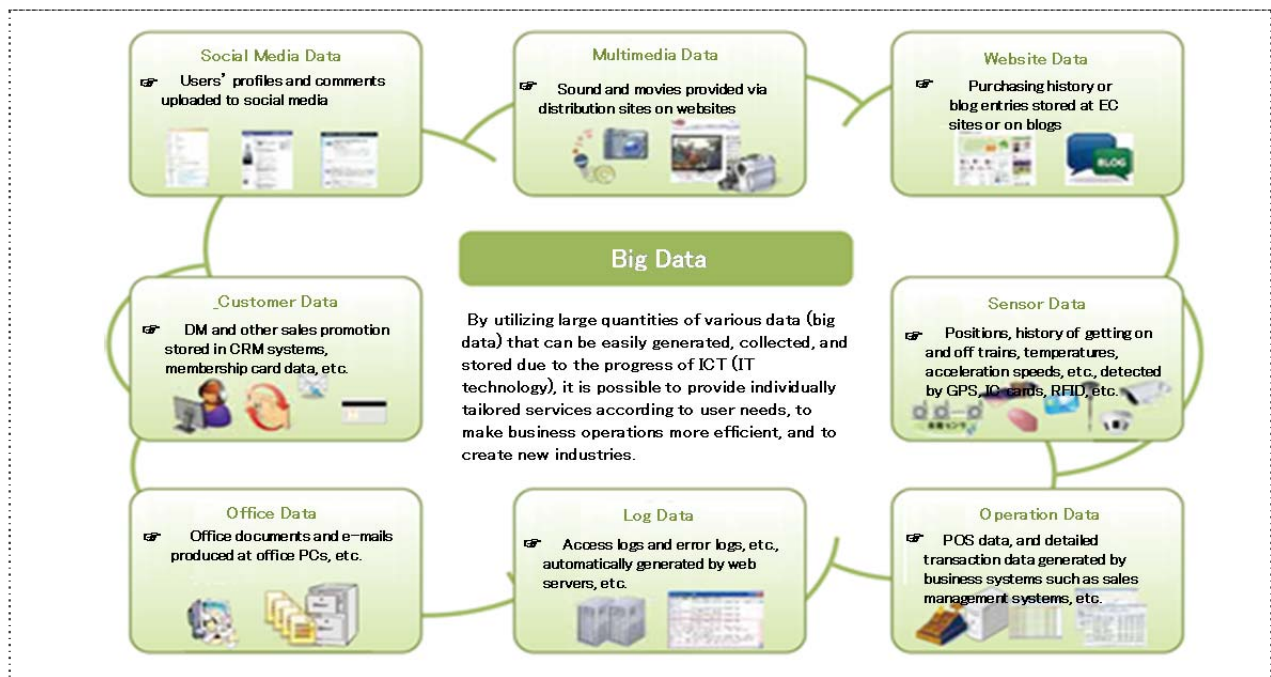 Social Media Data
☞ Users' profiles and comments
uploaded to social media
Multimedia Data
☞ Sound and movies provided via
distribution sites on websites
Website Data
☞ Purchasing history or
blog entries stored at EC
sites or on blogs
BLOG
Big Data
By utilizing large quantities of various data (big
data) that can be easily generated, collected, and
stored due to the progress of ICT (IT
technology), it is possible to provide individually
tailored services according to user needs, to
make business operations more efficient, and to
create new industries.
_Customer Data
☞ DM and other sales promotion
stored in CRM systems,
membership card data, etc.
Sensor Data
☞ Positions, history of getting on
and off trains, temperatures,
acceleration speeds, etc., detected
by GPS, IC cards, RFID, etc.
センサ
Office Data
☞ Office documents and e-mails
produced at office PCs, etc.
Log Data
☞ Access logs and error logs, etc.,
automatically generated by web
servers, etc.
Operation Data
☞ POS data, and detailed
transaction data generated by
business systems such as sales
management systems, etc.